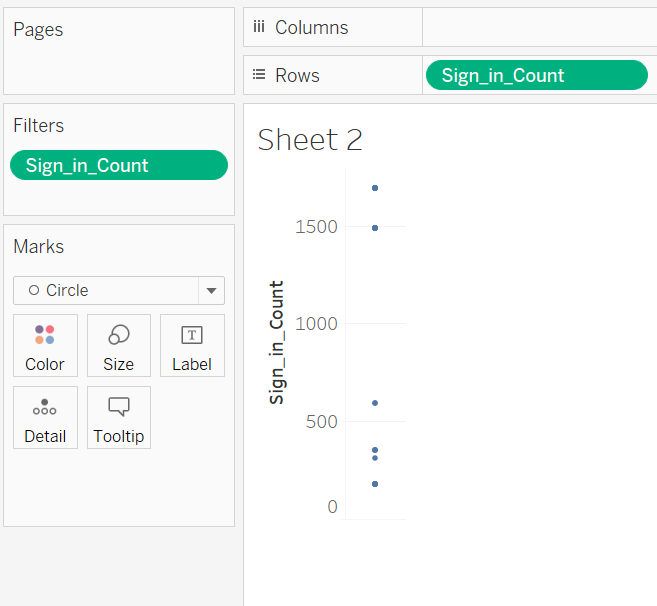 Pages
Columns
Rows
Sign_in_Count
Filters
Sign_in_Count
Marks
Circle
Color
Size
T
Label
Detail
Tooltip
Sheet 2
Sign_in_Count
1500
1000
500
0